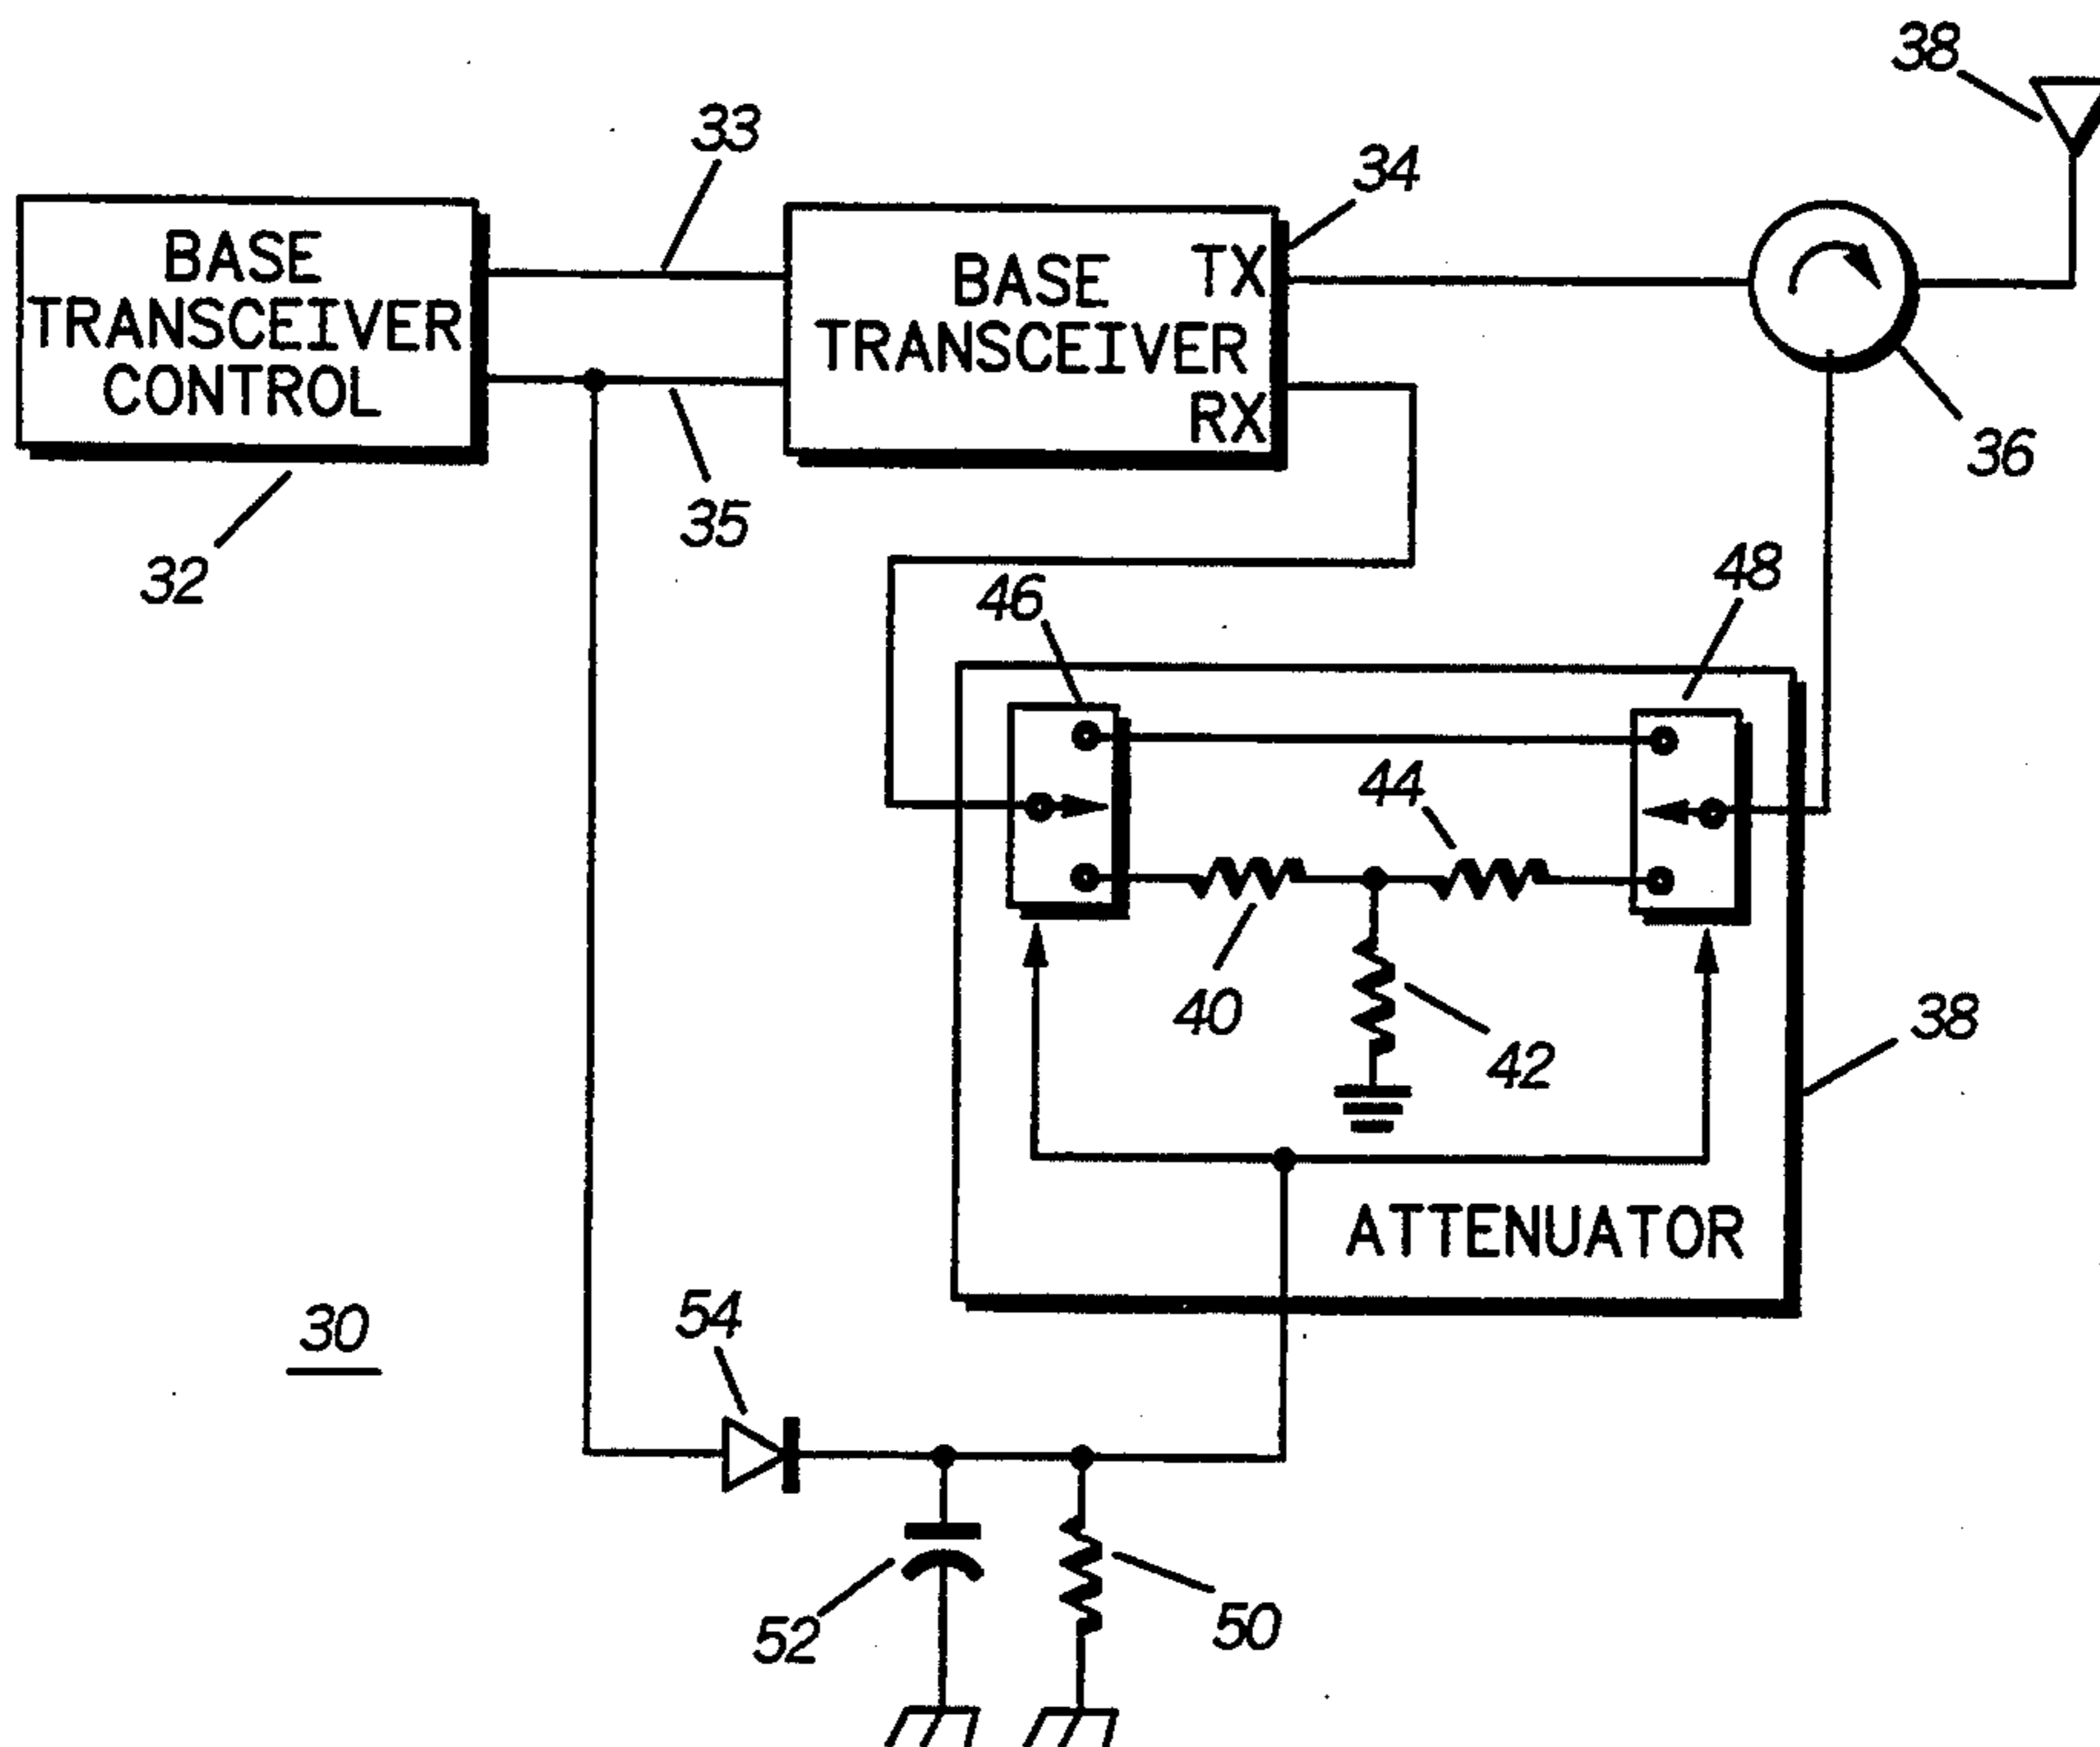 38
33
34
BASE
TRANSCEIVER
CONTROL
BASE
TRANSCEIVER
TX
RX
36
35
32
46
48
44
40
42
38
ATTENUATOR
30
54
52
50